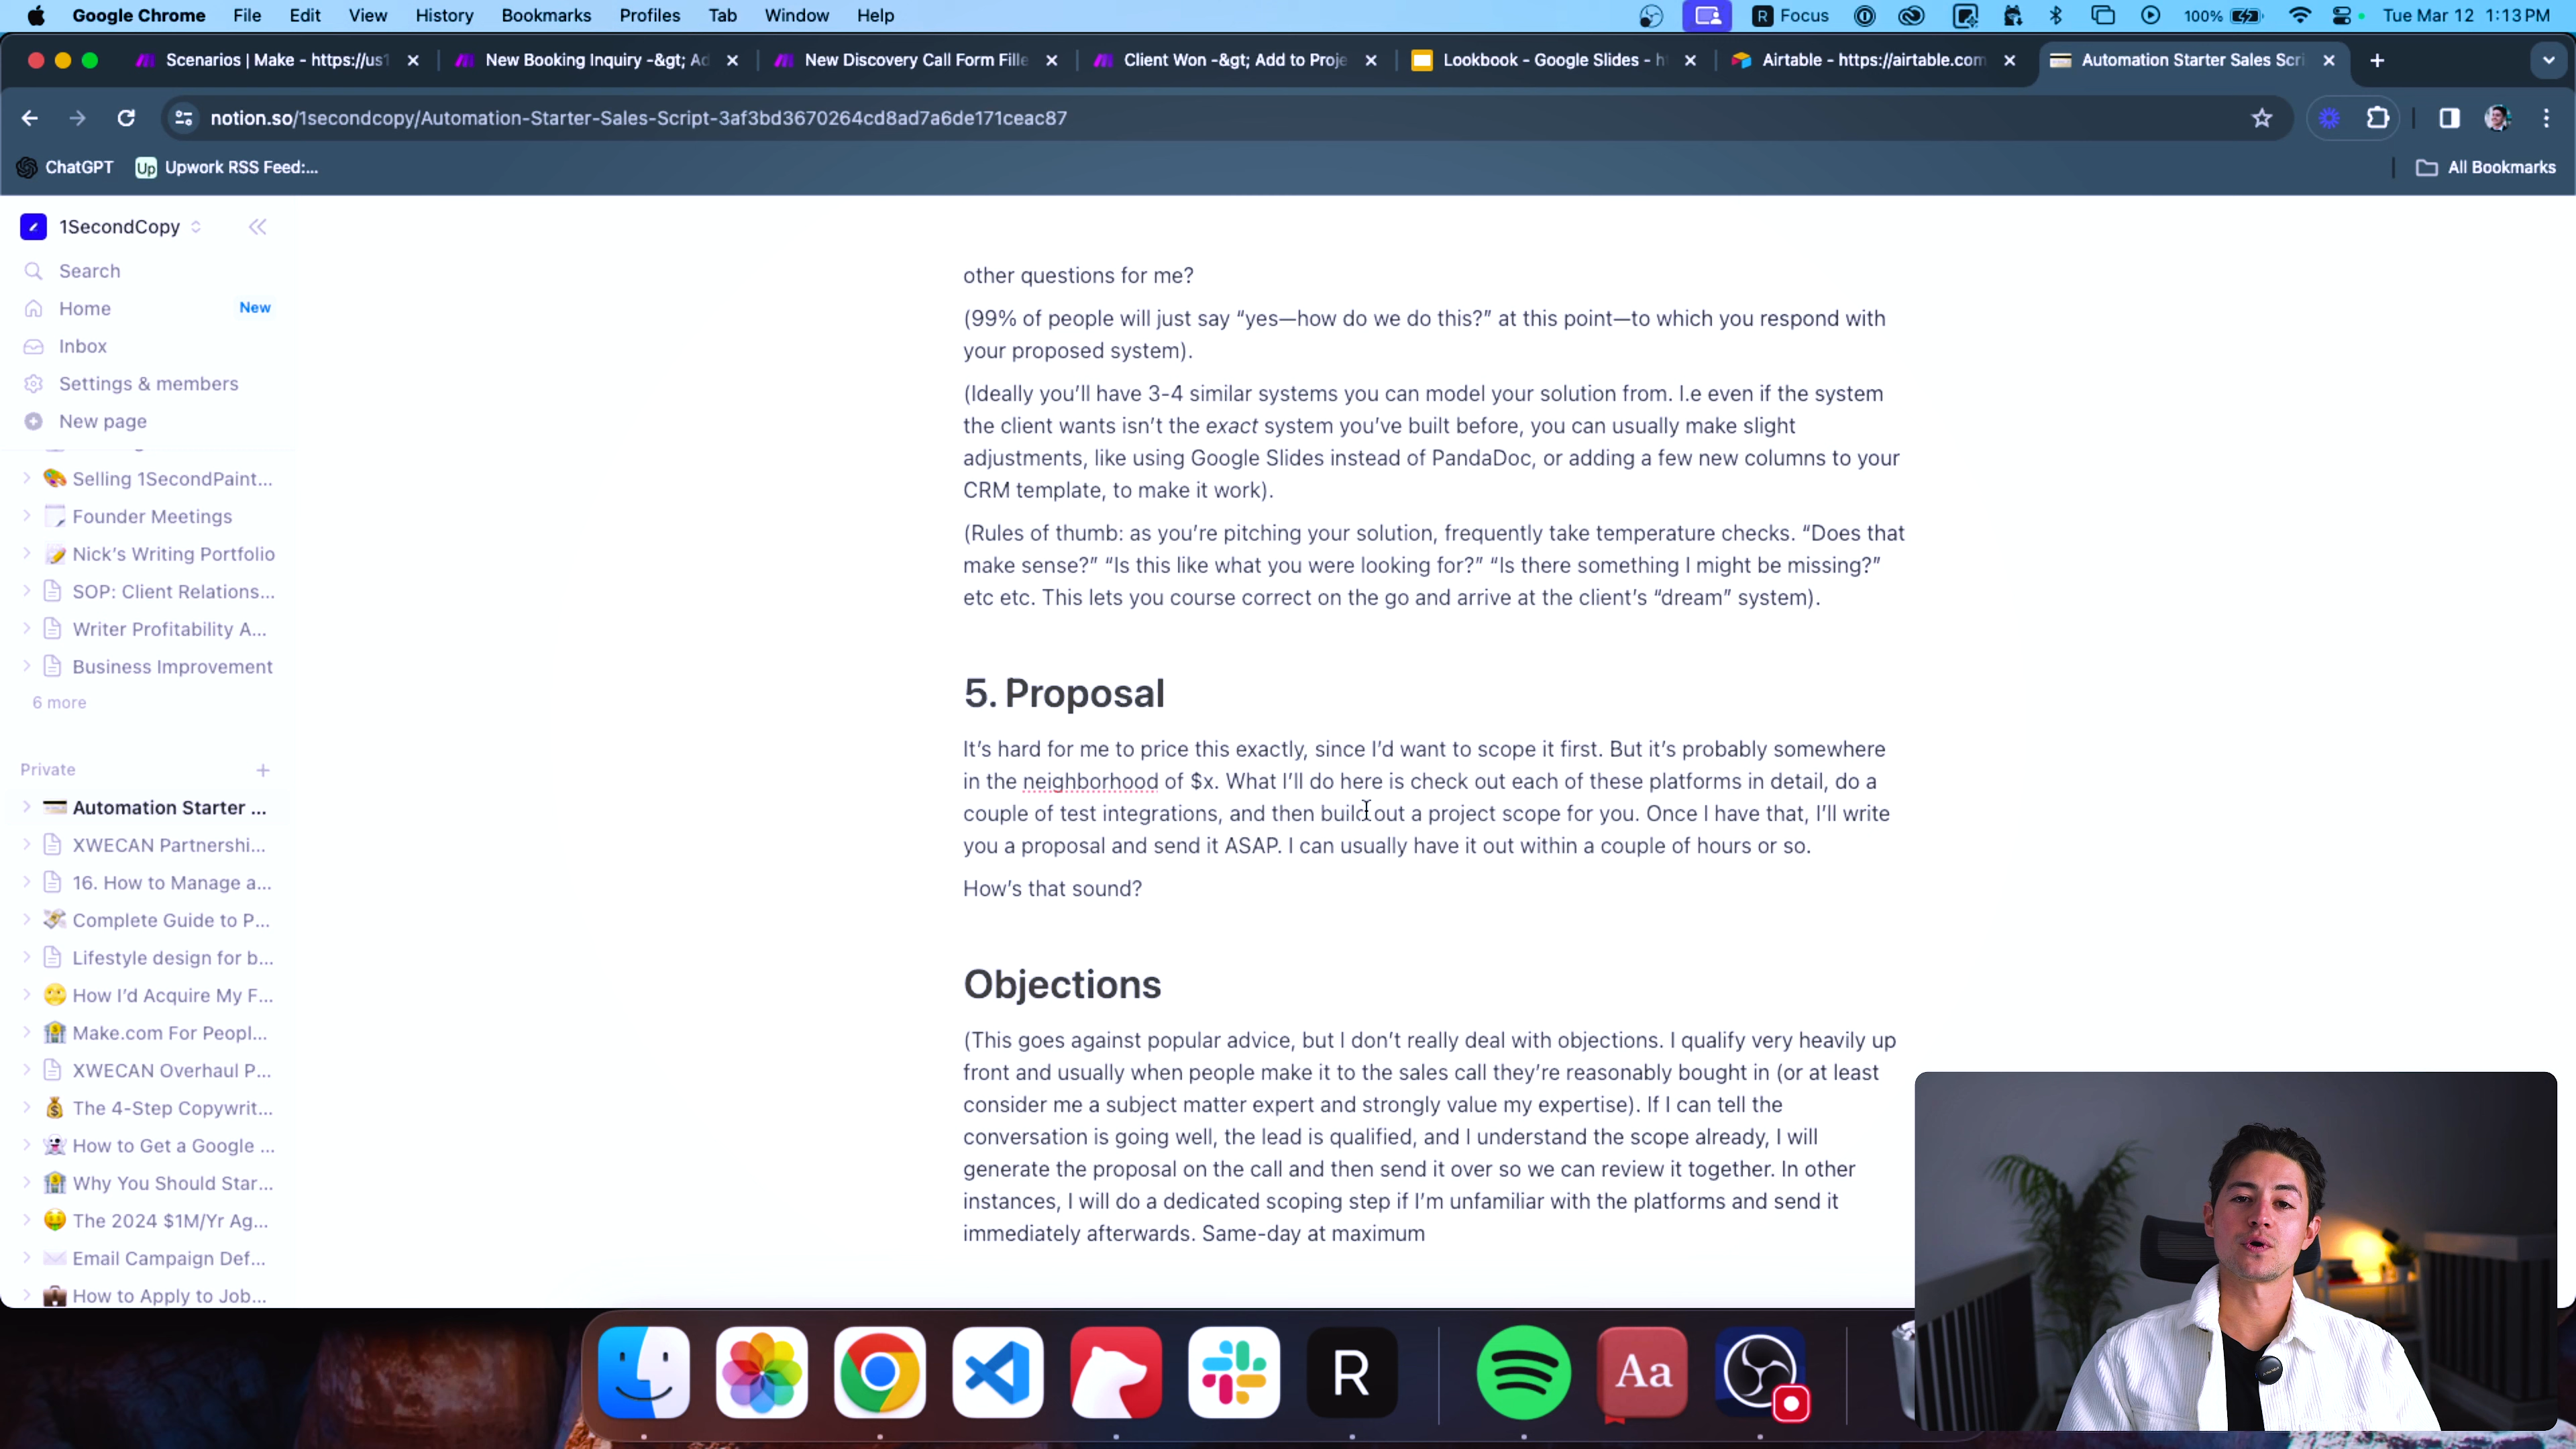 Google Chrome File Edit View History Bookmarks Profiles Tab Window Help
R Focus 100% Tue Mar 12 1:13 PM
Scenarios | Make - https://us1 New Booking Inquiry -&gt; Ad New Discovery Call Form Fille Client Won -&gt; Add to Proje Lookbook - Google Slides - h Airtable - https://airtable.com Automation Starter Sales Scri
notion.so/1secondcopy/Automation-Starter-Sales-Script-3af3bd3670264cd8ad7a6de171ceac87
ChatGPT Up Upwork RSS Feed:... All Bookmarks
1SecondCopy
Search
Home New
Inbox
Settings & members
New page
Selling 1SecondPaint...
Founder Meetings
Nick's Writing Portfolio
SOP: Client Relations...
Writer Profitability A...
Business Improvement
6 more
Private
Automation Starter ...
XWECAN Partnershi...
16. How to Manage a...
Complete Guide to P...
Lifestyle design for b...
How I'd Acquire My F...
Make.com For Peopl...
XWECAN Overhaul P...
The 4-Step Copywrit...
How to Get a Google ...
Why You Should Star...
The 2024 $1M/Yr Ag...
Email Campaign Def...
How to Apply to Job...
other questions for me?
(99% of people will just say “yes—how do we do this?” at this point—to which you respond with
your proposed system).
(Ideally you’ll have 3-4 similar systems you can model your solution from. I.e even if the system
the client wants isn’t the exact system you’ve built before, you can usually make slight
adjustments, like using Google Slides instead of PandaDoc, or adding a few new columns to your
CRM template, to make it work).
(Rules of thumb: as you’re pitching your solution, frequently take temperature checks. “Does that
make sense?” “Is this like what you were looking for?” “Is there something I might be missing?”
etc etc. This lets you course correct on the go and arrive at the client’s “dream” system).
5. Proposal
It’s hard for me to price this exactly, since I’d want to scope it first. But it’s probably somewhere
in the neighborhood of $x. What I’ll do here is check out each of these platforms in detail, do a
couple of test integrations, and then build out a project scope for you. Once I have that, I’ll write
you a proposal and send it ASAP. I can usually have it out within a couple of hours or so.
How’s that sound?
Objections
(This goes against popular advice, but I don’t really deal with objections. I qualify very heavily up
front and usually when people make it to the sales call they’re reasonably bought in (or at least
consider me a subject matter expert and strongly value my expertise). If I can tell the
conversation is going well, the lead is qualified, and I understand the scope already, I will
generate the proposal on the call and then send it over so we can review it together. In other
instances, I will do a dedicated scoping step if I’m unfamiliar with the platforms and send it
immediately afterwards. Same-day at maximum
R
Aa